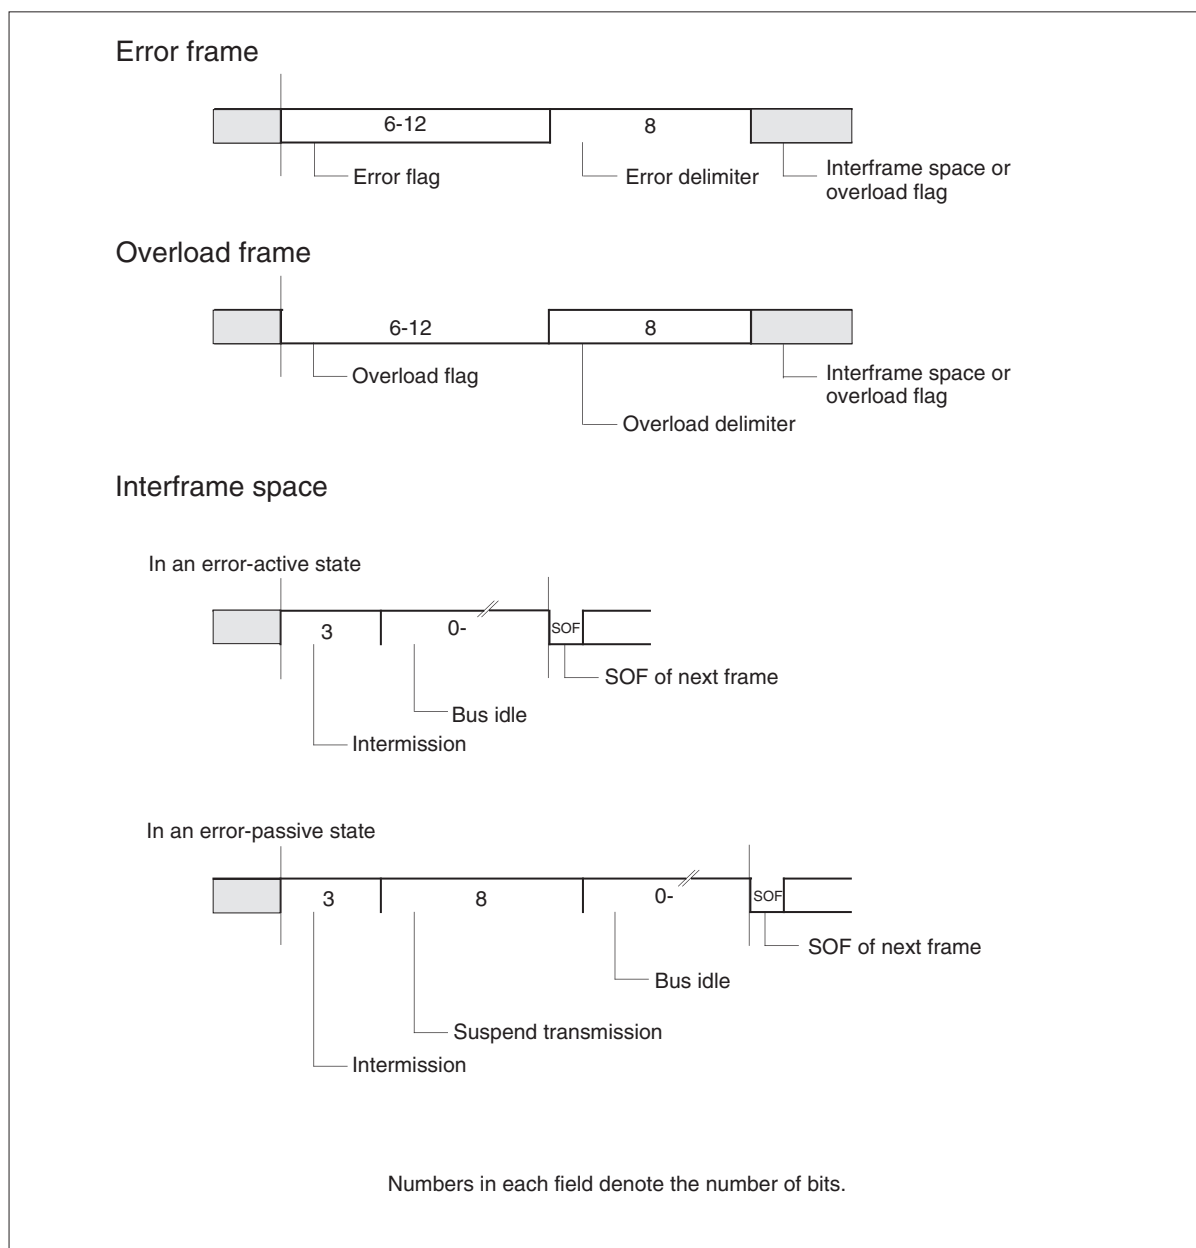 Error frame
6-12
8
Error flag
Error delimiter
Interframe space or
overload flag
Overload frame
6-12
8
Overload flag
Interframe space or
overload flag
Overload delimiter
Interframe space
In an error-active state
3
0-
SOF
SOF of next frame
Bus idle
Intermission
In an error-passive state
3
8
0-
SOF
SOF of next frame
Bus idle
Suspend transmission
Intermission
Numbers in each field denote the number of bits.